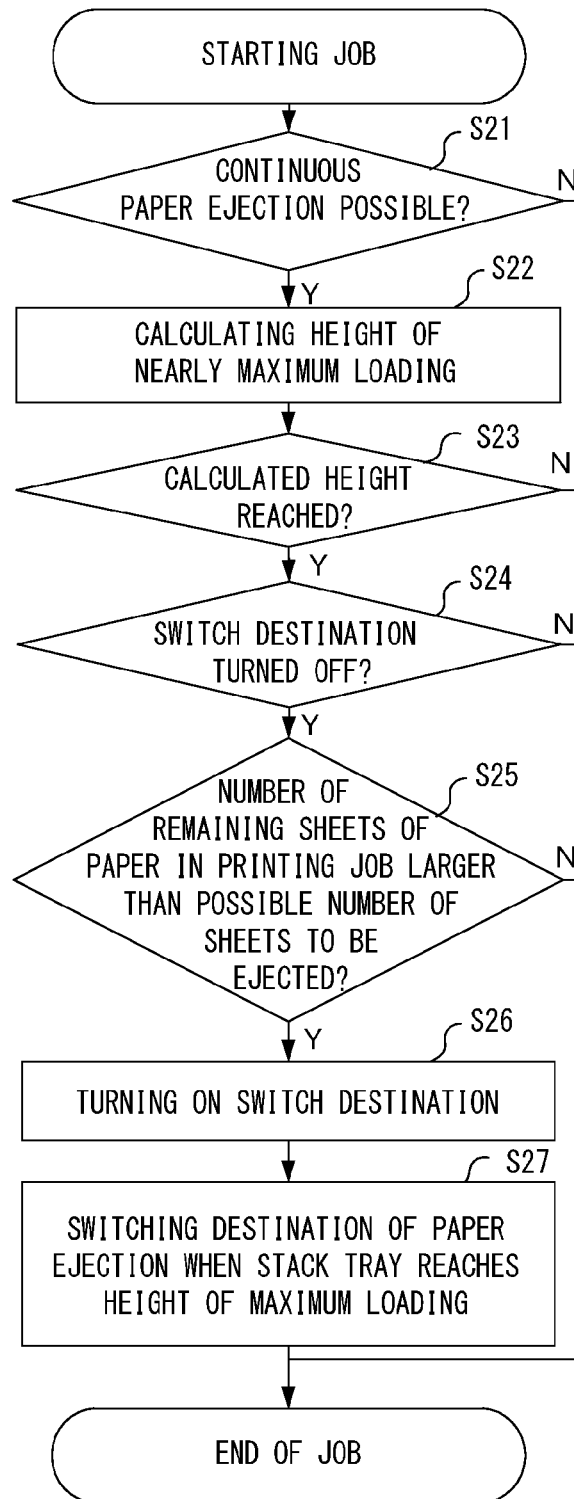 STARTING JOB
S21
CONTINUOUS
PAPER EJECTION POSSIBLE?
N
Y
S22
CALCULATING HEIGHT OF
NEARLY MAXIMUM LOADING
S23
CALCULATED HEIGHT
REACHED?
N
Y
S24
SWITCH DESTINATION
TURNED OFF?
N
Y
S25
NUMBER OF
REMAINING SHEETS OF
PAPER IN PRINTING JOB LARGER
THAN POSSIBLE NUMBER OF
SHEETS TO BE
EJECTED?
N
Y
S26
TURNING ON SWITCH DESTINATION
S27
SWITCHING DESTINATION OF PAPER
EJECTION WHEN STACK TRAY REACHES
HEIGHT OF MAXIMUM LOADING
END OF JOB